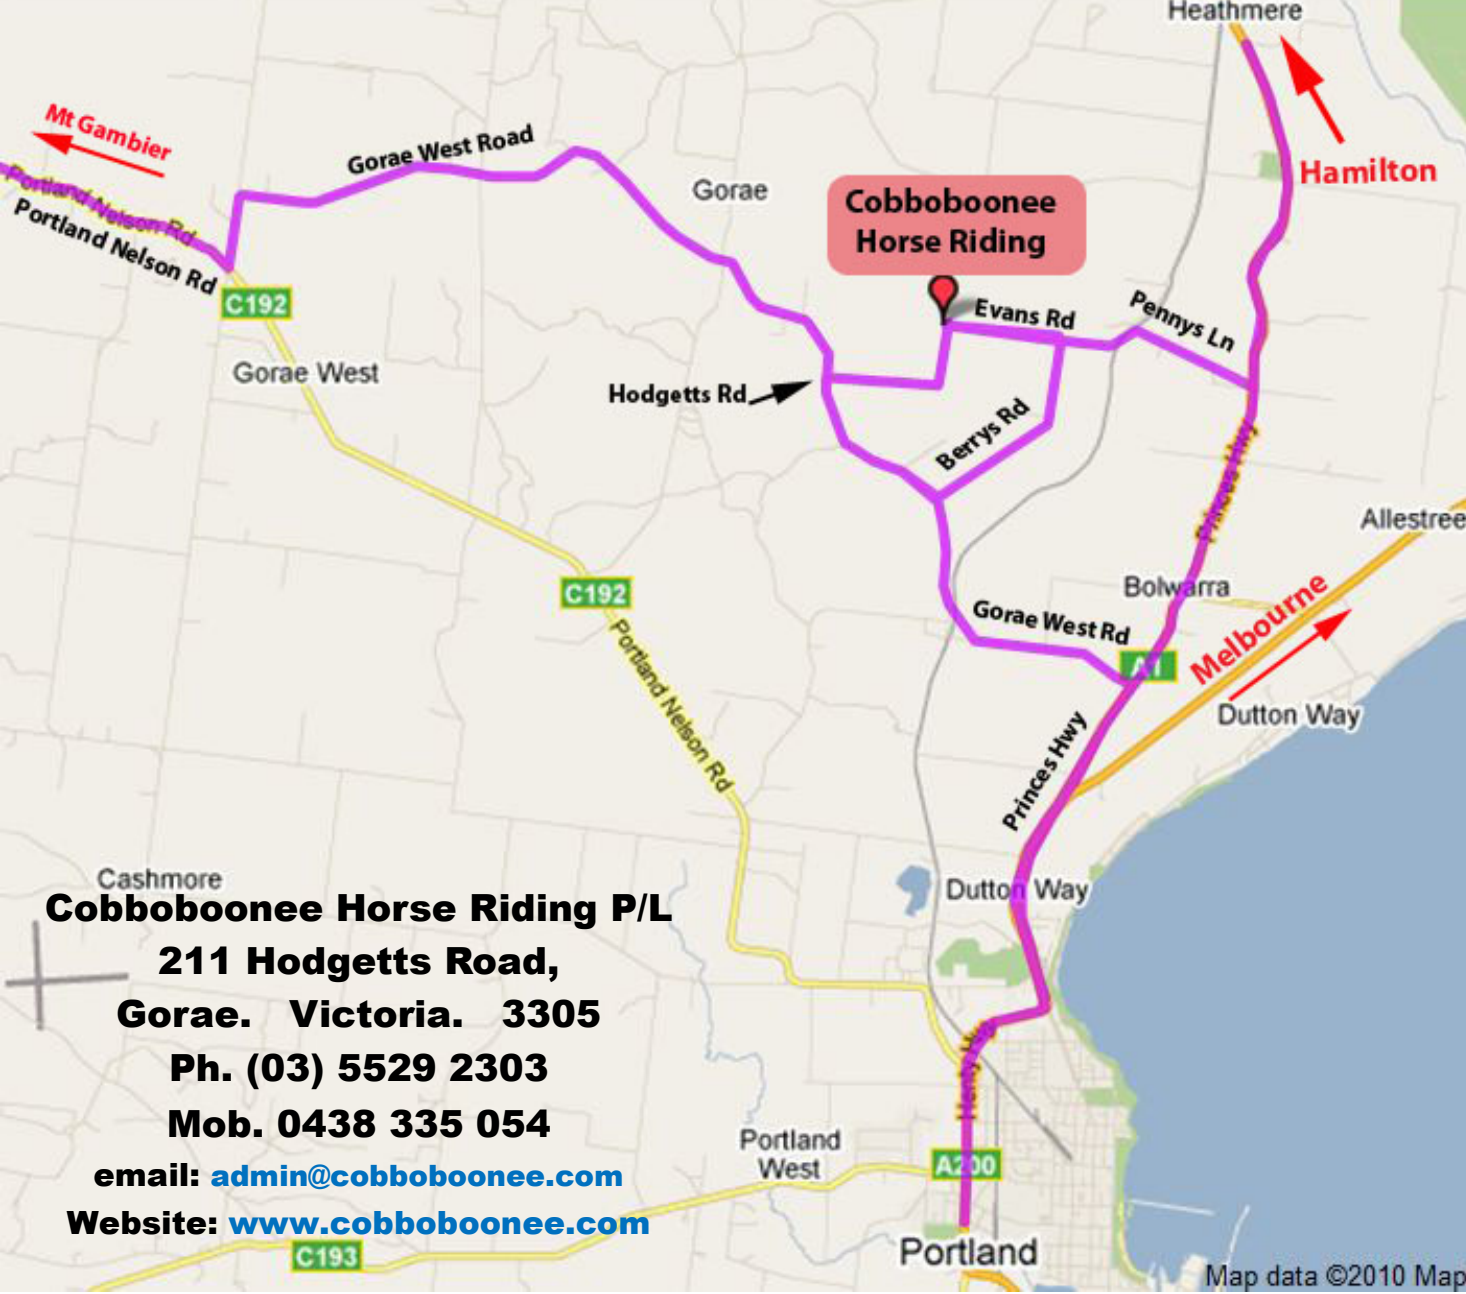 Heathmere
Mt Gambier
Gorae West Road
Hamilton
Gorae
Cobboboonee
Horse Riding
Portland Nelson Rd
Portland Nelson Rd
C192
Evans Rd
Pennys Ln
Gorae West
Hodgetts Rd
Berrys Rd
Princes Hwy
Allestree
C192
Bolwarra
Gorae West Rd
Melbourne
A1
Portland Nelson Rd
Dutton Way
Princes Hwy
Cashmore
Dutton Way
Cobboboonee Horse Riding P/L
211 Hodgetts Road,
Gorae. Victoria. 3305
Ph. (03) 5529 2303
Mob. 0438 335 054
Henty Hwy
Portland
West
A200
email: admin@cobboboonee.com
Website: www.cobboboonee.com
C193
Portland
Map data ©2010 Map